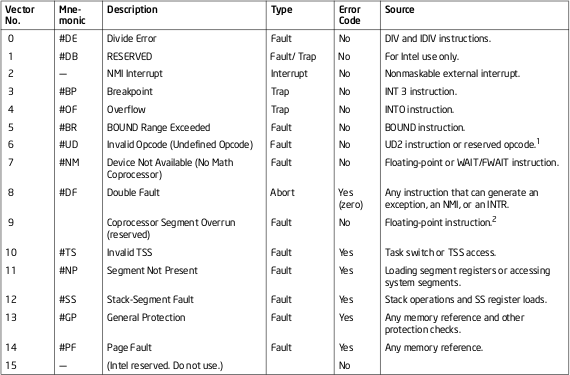 Vector No. Mne-monic Description Type Error Code Source
0 #DE Divide Error Fault No DIV and IDIV instructions.
1 #DB RESERVED Fault/ Trap No For Intel use only.
2 — NMI Interrupt Interrupt No Nonmaskable external interrupt.
3 #BP Breakpoint Trap No INT 3 instruction.
4 #OF Overflow Trap No INTO instruction.
5 #BR BOUND Range Exceeded Fault No BOUND instruction.
6 #UD Invalid Opcode (Undefined Opcode) Fault No UD2 instruction or reserved opcode.1
7 #NM Device Not Available (No Math Coprocessor) Fault No Floating-point or WAIT/FWAIT instruction.
8 #DF Double Fault Abort Yes (zero) Any instruction that can generate an exception, an NMI, or an INTR.
9 Coprocessor Segment Overrun (reserved) Fault No Floating-point instruction.2
10 #TS Invalid TSS Fault Yes Task switch or TSS access.
11 #NP Segment Not Present Fault Yes Loading segment registers or accessing system segments.
12 #SS Stack-Segment Fault Fault Yes Stack operations and SS register loads.
13 #GP General Protection Fault Yes Any memory reference and other protection checks.
14 #PF Page Fault Fault Yes Any memory reference.
15 — (Intel reserved. Do not use.) No